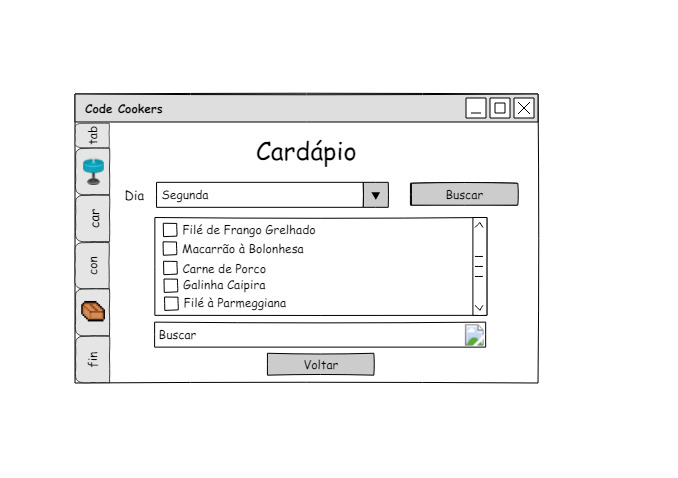 Code Cookers
tab
car
con
fin
Cardápio
Dia
Segunda
Buscar
Filé de Frango Grelhado
Macarrão à Bolonhesa
Carne de Porco
Galinha Caipira
Filé à Parmeggiana
Buscar
Voltar